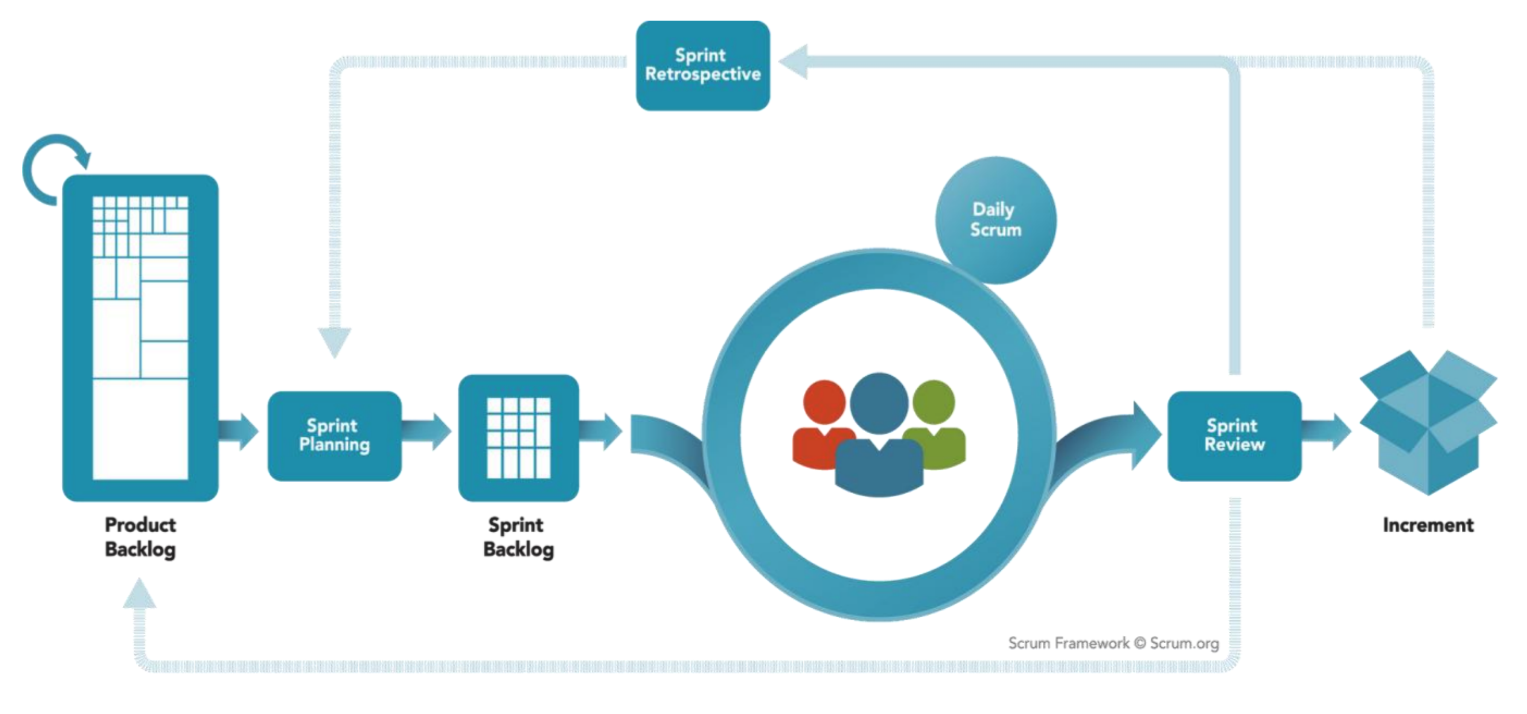 Sprint
Retrospective
Daily
Scrum
Sprint
Planning
Sprint
Review
Product
Backlog
Sprint
Backlog
Increment
Scrum Framework © Scrum.org